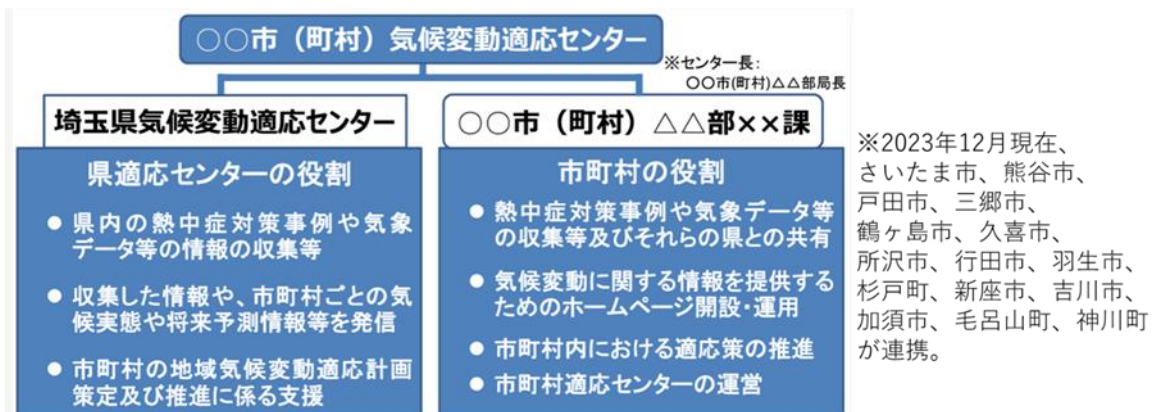 ○○市（町村）気候変動適応センター
※センター長：
○○市(町村)△△部局長
埼玉県気候変動適応センター
県適応センターの役割
● 県内の熱中症対策事例や気象
データ等の情報の収集等
● 収集した情報や、市町村ごとの気
候実態や将来予測情報等を発信
● 市町村の地域気候変動適応計画
策定及び推進に係る支援
○○市（町村）△△部××課
市町村の役割
● 熱中症対策事例や気象データ等
の収集等及びそれらの県との共有
● 気候変動に関する情報を提供する
ためのホームページ開設・運用
● 市町村内における適応策の推進
● 市町村適応センターの運営
※2023年12月現在、
さいたま市、熊谷市、
戸田市、三郷市、
鶴ヶ島市、久喜市、
所沢市、行田市、羽生市、
杉戸町、新座市、吉川市、
加須市、毛呂山町、神川町
が連携。